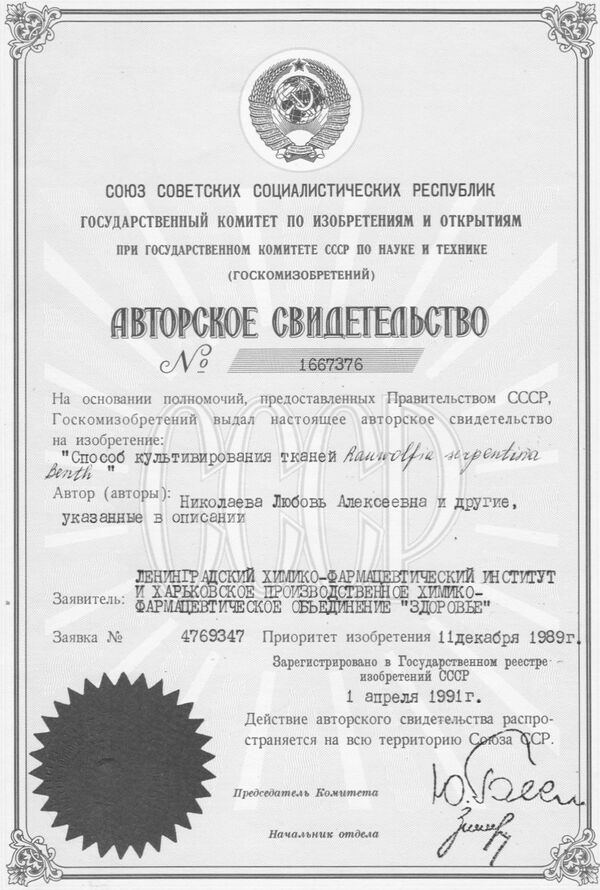 СОЮЗ СОВЕТСКИХ СОЦИАЛИСТИЧЕСКИХ РЕСПУБЛИК
ГОСУДАРСТВЕННЫЙ КОМИТЕТ ПО ИЗОБРЕТЕНИЯМ И ОТКРЫТИЯМ
ПРИ ГОСУДАРСТВЕННОМ КОМИТЕТЕ СССР ПО НАУКЕ И ТЕХНИКЕ
(ГОСКОМИЗОБРЕТЕНИЙ)
АВТОРСКОЕ СВИДЕТЕЛЬСТВО
№ 1667376
СССР
На основании полномочий, предоставленных Правительством СССР,
Госкомизобретений выдал настоящее авторское свидетельство
на изобретение:
"Способ культивирования тканей Rauwolfia serpentina
Benth "
Автор (авторы): Николаева Любовь Алексеевна и другие,
указанные в описании
ЛЕНИНГРАДСКИЙ ХИМИКО-ФАРМАЦЕВТИЧЕСКИЙ ИНСТИТУТ
И ХАРЬКОВСКОЕ ПРОИЗВОДСТВЕННОЕ ХИМИКО-
Заявитель: ФАРМАЦЕВТИЧЕСКОЕ ОБЪЕДИНЕНИЕ "ЗДОРОВЬЕ"
Заявка № 4769347 Приоритет изобретения 11декабря 1989г.
Зарегистрировано в Государственном реестре
изобретений СССР
1 апреля 1991г.
Действие авторского свидетельства распро-
страняется на всю территорию Союза ССР.
Председатель Комитета
Начальник отдела